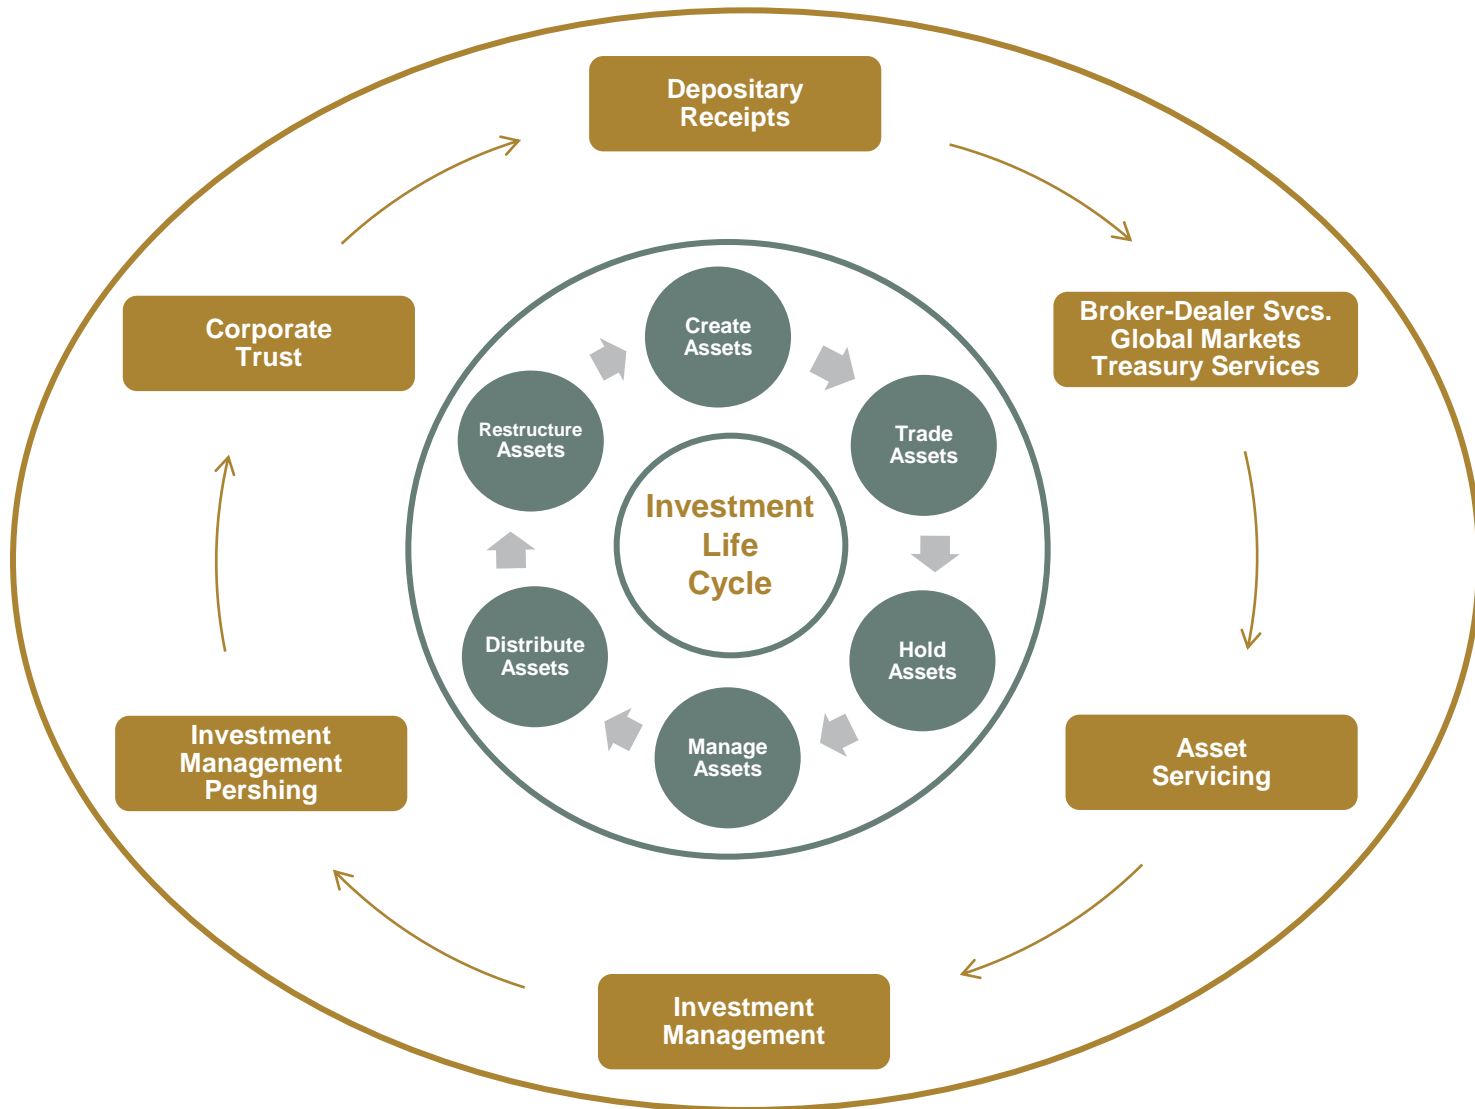 Depositary
Receipts
Corporate
Trust
Broker-Dealer Svcs.
Global Markets
Treasury Services
Create
Assets
Restructure
Assets
Trade
Assets
Investment
Life
Cycle
Distribute
Assets
Hold
Assets
Manage
Assets
Investment
Management
Pershing
Asset
Servicing
Investment
Management